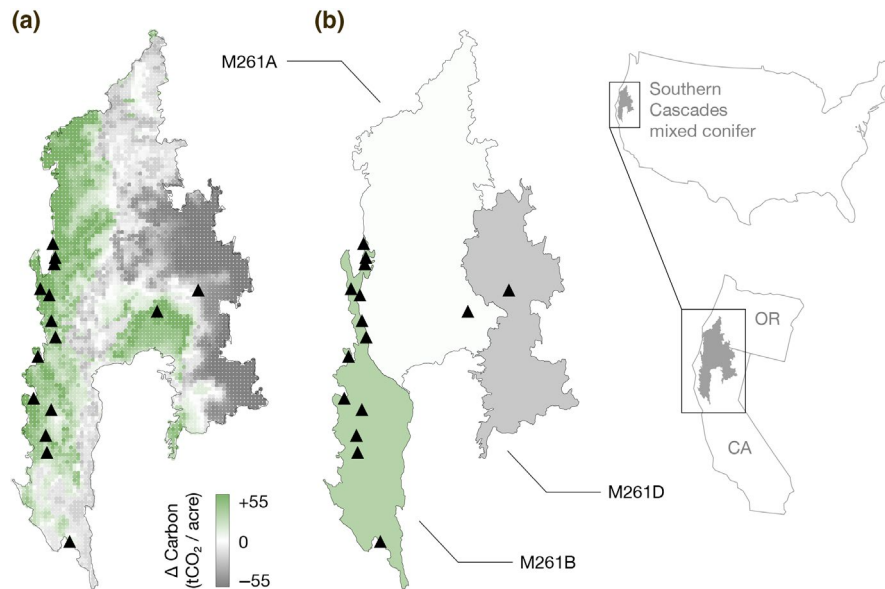 (a)
(b)
M261A
Southern
Cascades
mixed conifer
OR
CA
M261D
M261B
Δ Carbon
(tCO₂ / acre)
+55
0
−55